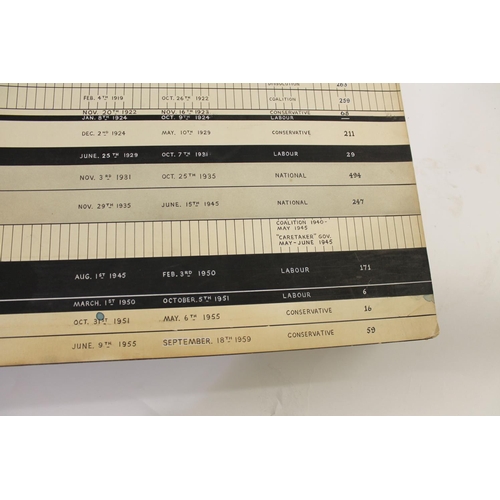 FEB. 4TH 1919 OCT. 26TH 1922 COALITION
NOV. 20TH 1922 NOV. 16TH 1923 CONSERVATIVE
JAN. 8TH 1924 OCT. 9TH 1924 LABOUR
DEC. 2ND 1924 MAY. 10TH 1929 CONSERVATIVE 211
JUNE, 25TH 1929 OCT. 7TH 1931 LABOUR 29
NOV. 3RD 1931 OCT. 25TH 1935 NATIONAL 494
NOV. 29TH 1935 JUNE. 15TH 1945 NATIONAL 247
COALITION 1940-
MAY 1945
"CARETAKER" GOV.
MAY-JUNE 1945
AUG. 1ST 1945 FEB. 3RD 1950 LABOUR 171
MARCH, 1ST 1950 OCTOBER, 5TH 1951 LABOUR 6
OCT. 31ST. 1951 MAY. 6TH 1955 CONSERVATIVE 16
JUNE, 9TH 1955 SEPTEMBER, 18TH 1959 CONSERVATIVE 59